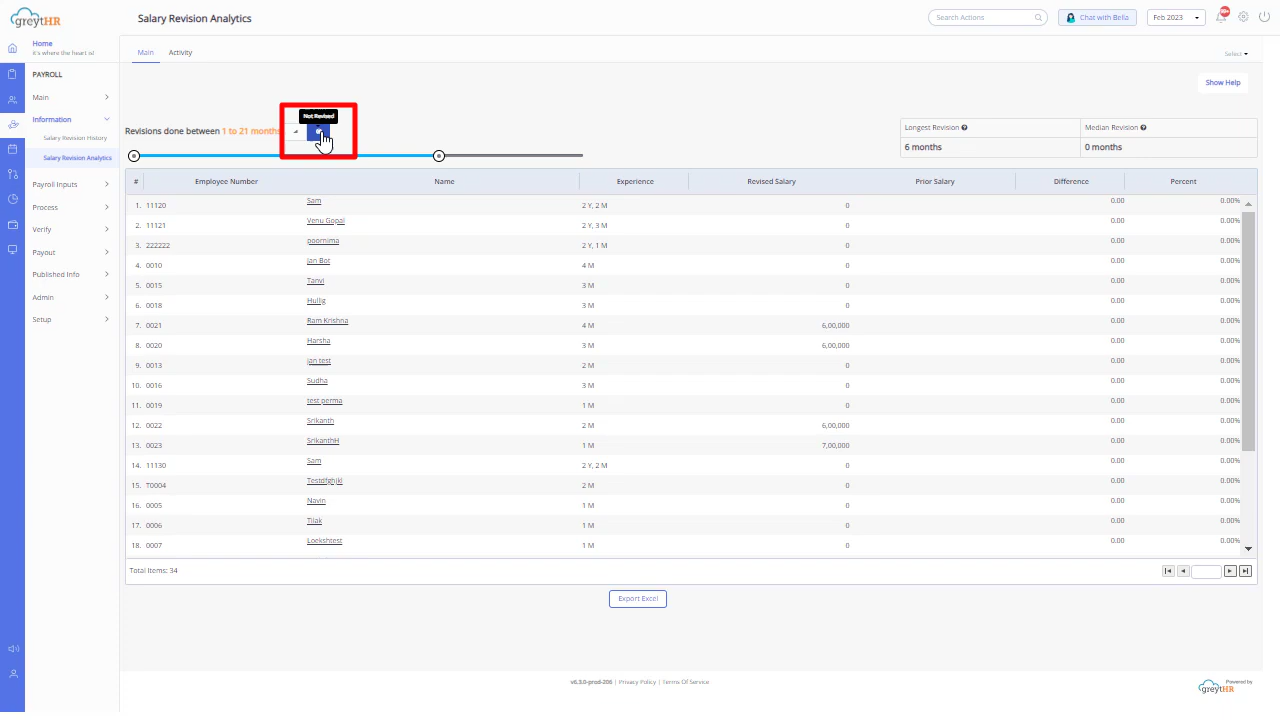 greytHR
Salary Revision Analytics
Search Actions
Chat with Bella
Feb 2023
99+
Home
It's where the heart is!
Main
Activity
Select
PAYROLL
Show Help
Main
Information
Salary Revision History
Salary Revision Analytics
Payroll Inputs
Process
Verify
Payout
Published Info
Admin
Setup
Not Revised
Revisions done between 1 to 21 months
Longest Revision
Median Revision
6 months
0 months
# Employee Number Name Experience Revised Salary Prior Salary Difference Percent
1. 11120 Sam 2 Y, 2 M 0 0.00 0.00%
2. 11121 Venu Gopal 2 Y, 3 M 0 0.00 0.00%
3. 222222 poornima 2 Y, 1 M 0 0.00 0.00%
4. 0010 Jan Bot 4 M 0 0.00 0.00%
5. 0015 Tanvi 3 M 0 0.00 0.00%
6. 0018 Hullig 3 M 0 0.00 0.00%
7. 0021 Ram Krishna 4 M 6,00,000 0.00 0.00%
8. 0020 Harsha 3 M 6,00,000 0.00 0.00%
9. 0013 jan test 2 M 0 0.00 0.00%
10. 0016 Sudha 3 M 0 0.00 0.00%
11. 0019 test perma 1 M 0 0.00 0.00%
12. 0022 Srikanth 2 M 6,00,000 0.00 0.00%
13. 0023 SrikanthH 1 M 7,00,000 0.00 0.00%
14. 11130 Sam 2 Y, 2 M 0 0.00 0.00%
15. T0004 Testdfghjkl 2 M 0 0.00 0.00%
16. 0005 Navin 1 M 0 0.00 0.00%
17. 0006 Tilak 1 M 0 0.00 0.00%
18. 0007 Loekshtest 1 M 0 0.00 0.00%
Total Items: 34
Export Excel
v6.3.0-prod-206 | Privacy Policy | Terms Of Service
Powered by
greytHR